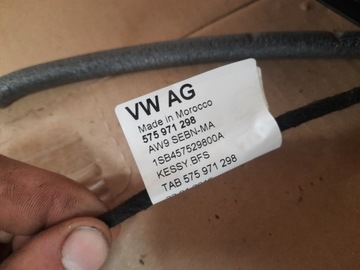 VW AG
Made in Morocco
575 971 298
AW9 SEBN-MA
1SB457529800A
KESSY.BFS
TAB 575 971 298